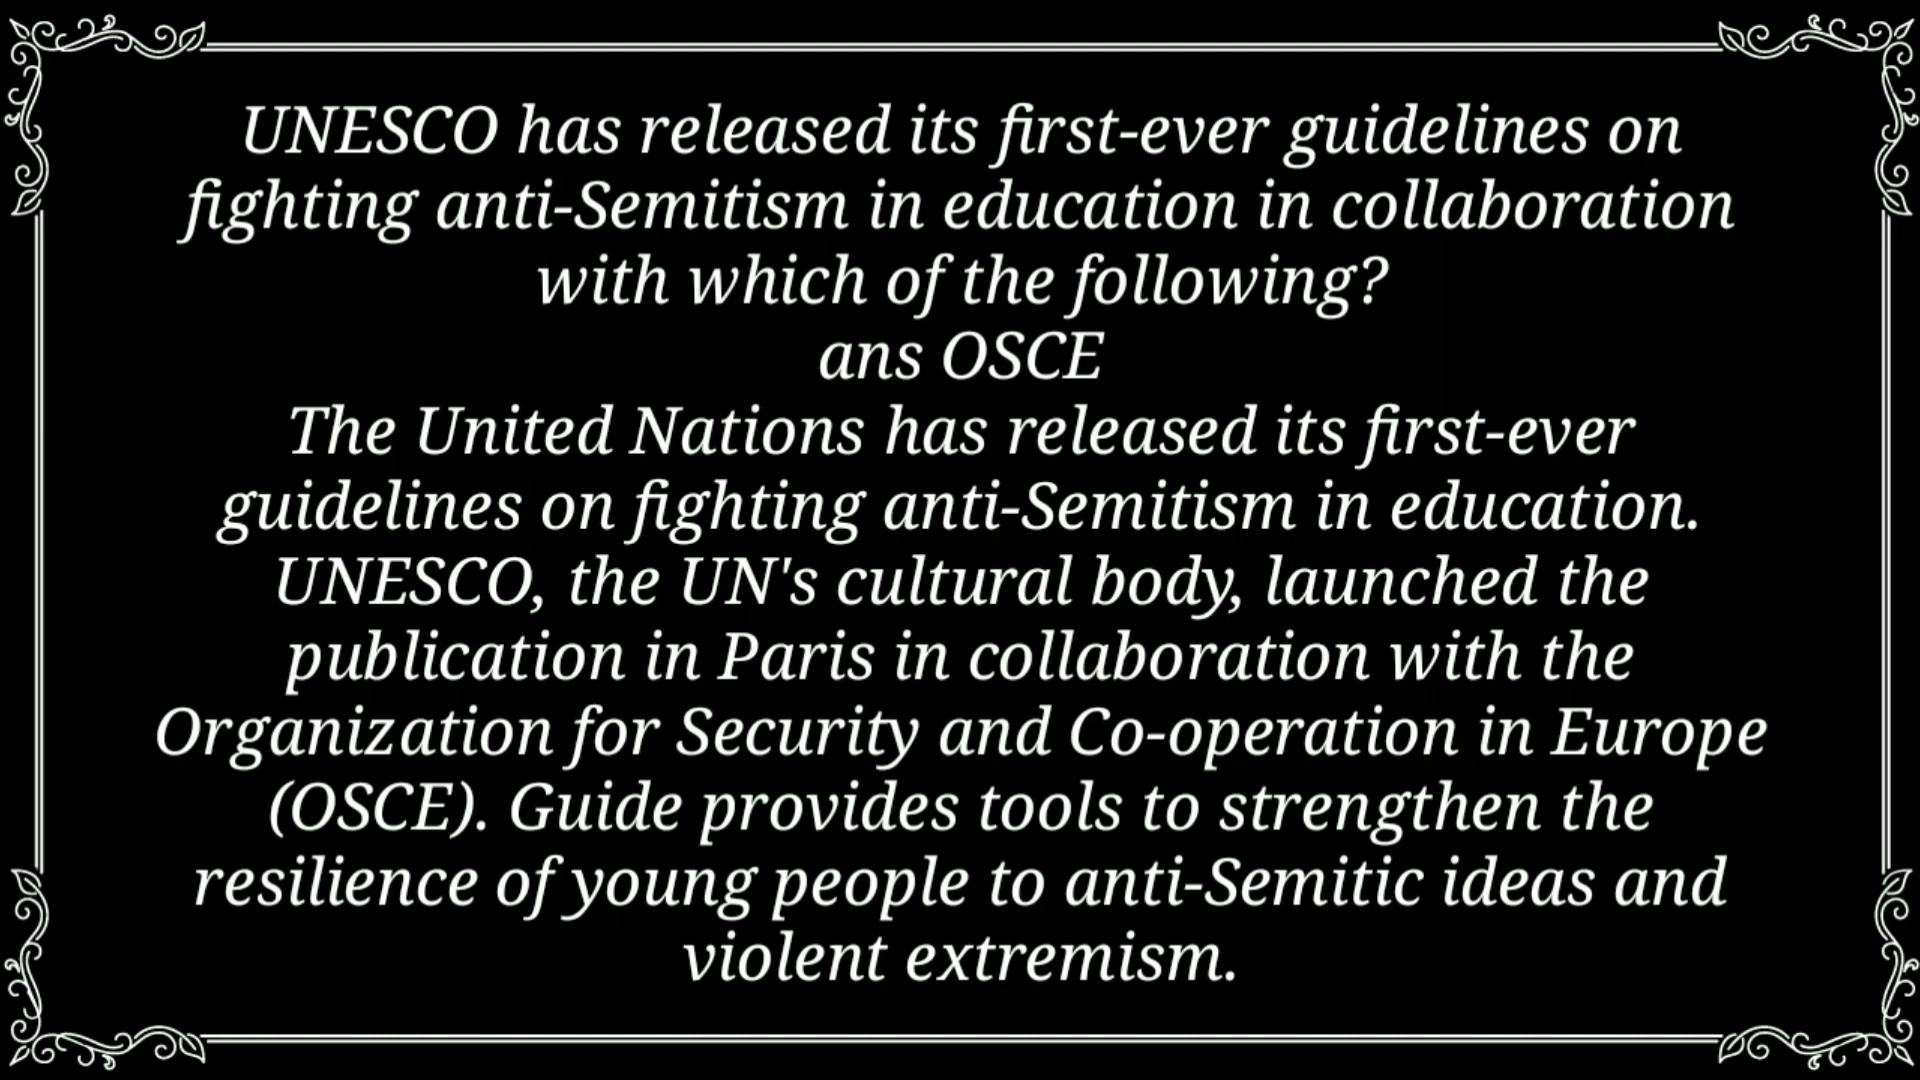 UNESCO has released its first-ever guidelines on
fighting anti-Semitism in education in collaboration
with which of the following?
ans OSCE
The United Nations has released its first-ever
guidelines on fighting anti-Semitism in education.
UNESCO, the UN's cultural body, launched the
publication in Paris in collaboration with the
Organization for Security and Co-operation in Europe
(OSCE). Guide provides tools to strengthen the
resilience of young people to anti-Semitic ideas and
violent extremism.